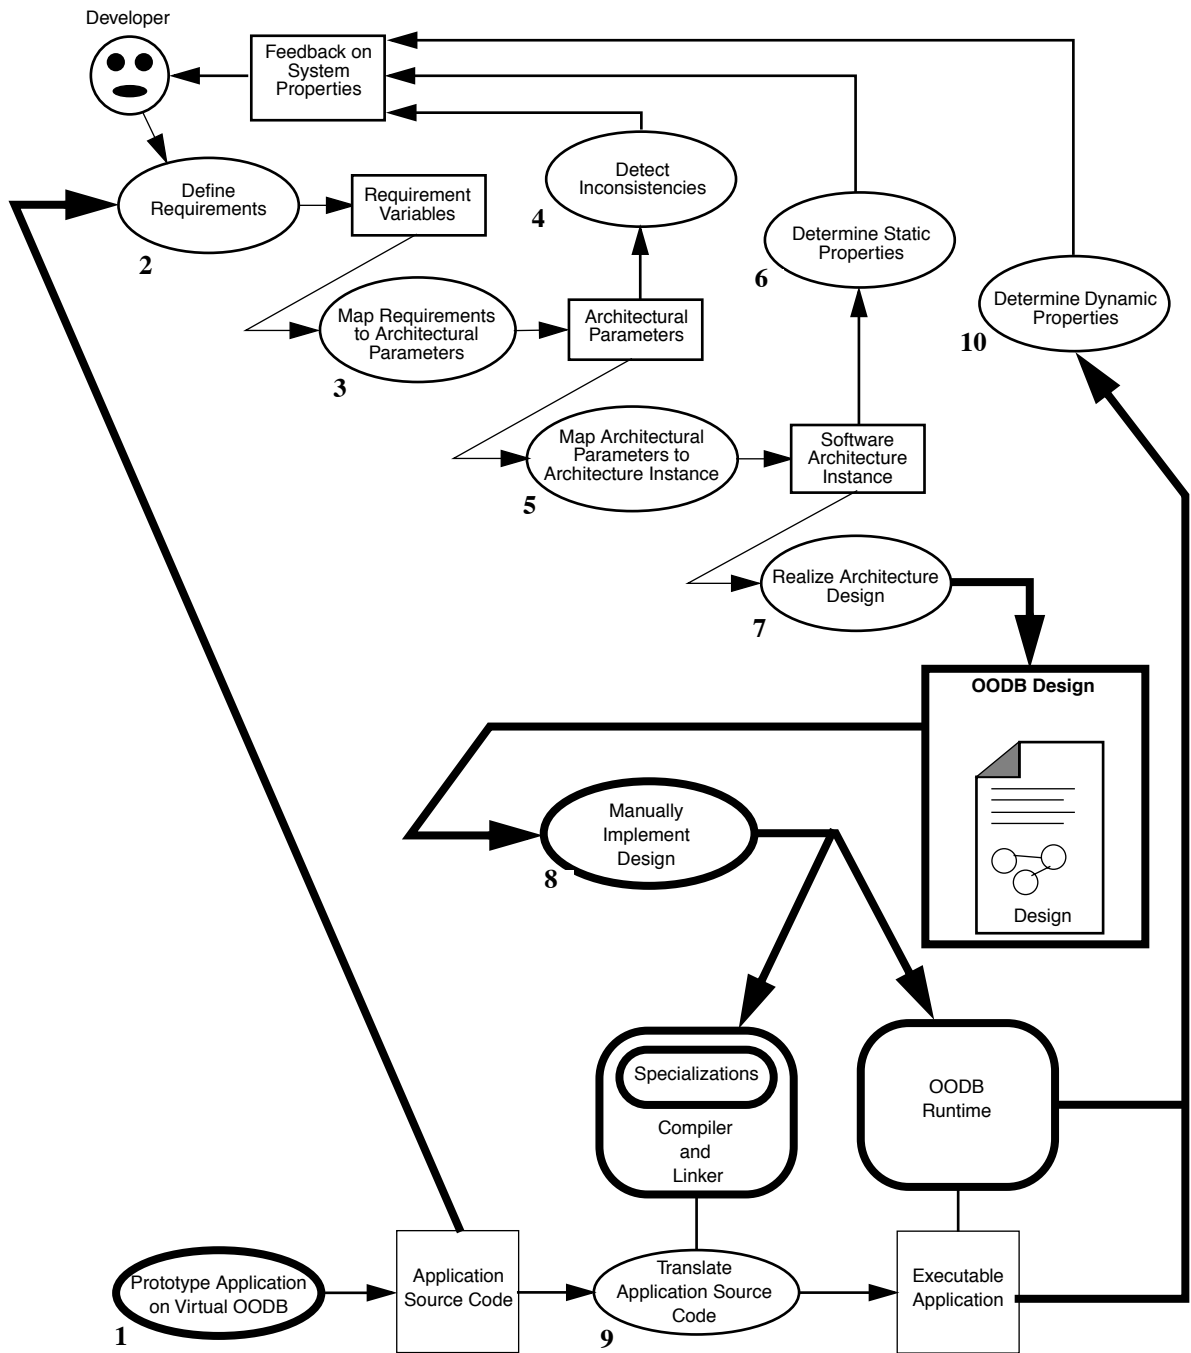 Developer
Feedback on
System
Properties
Define
Requirements
2
Requirement
Variables
Detect
Inconsistencies
4
Determine Static
Properties
6
Determine Dynamic
Properties
10
Map Requirements
to Architectural
Parameters
3
Architectural
Parameters
Map Architectural
Parameters to
Architecture Instance
5
Software
Architecture
Instance
Realize Architecture
Design
7
OODB Design
Design
Manually
Implement
Design
8
Specializations
Compiler
and
Linker
OODB
Runtime
Prototype Application
on Virtual OODB
1
Application
Source Code
Translate
Application Source
Code
9
Executable
Application